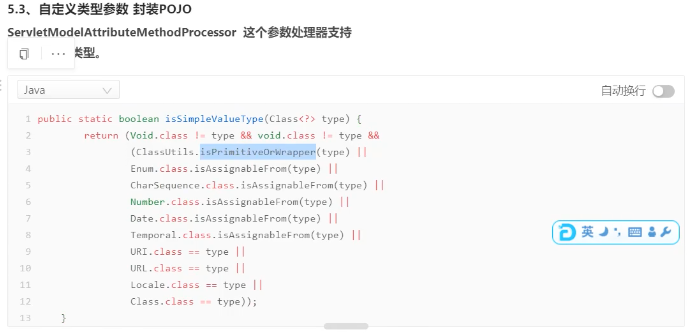 5.3、自定义类型参数 封装POJO
ServletModelAttributeMethodProcessor 这个参数处理器支持
类型。
Java
自动换行
1 public static boolean isSimpleValueType(Class<?> type) {
2 return (Void.class != type && void.class != type &&
3 (ClassUtils.isPrimitiveOrWrapper(type) ||
4 Enum.class.isAssignableFrom(type) ||
5 CharSequence.class.isAssignableFrom(type) ||
6 Number.class.isAssignableFrom(type) ||
7 Date.class.isAssignableFrom(type) ||
8 Temporal.class.isAssignableFrom(type) ||
英
9 URI.class == type ||
10 URL.class == type ||
11 Locale.class == type ||
12 Class.class == type));
13 }